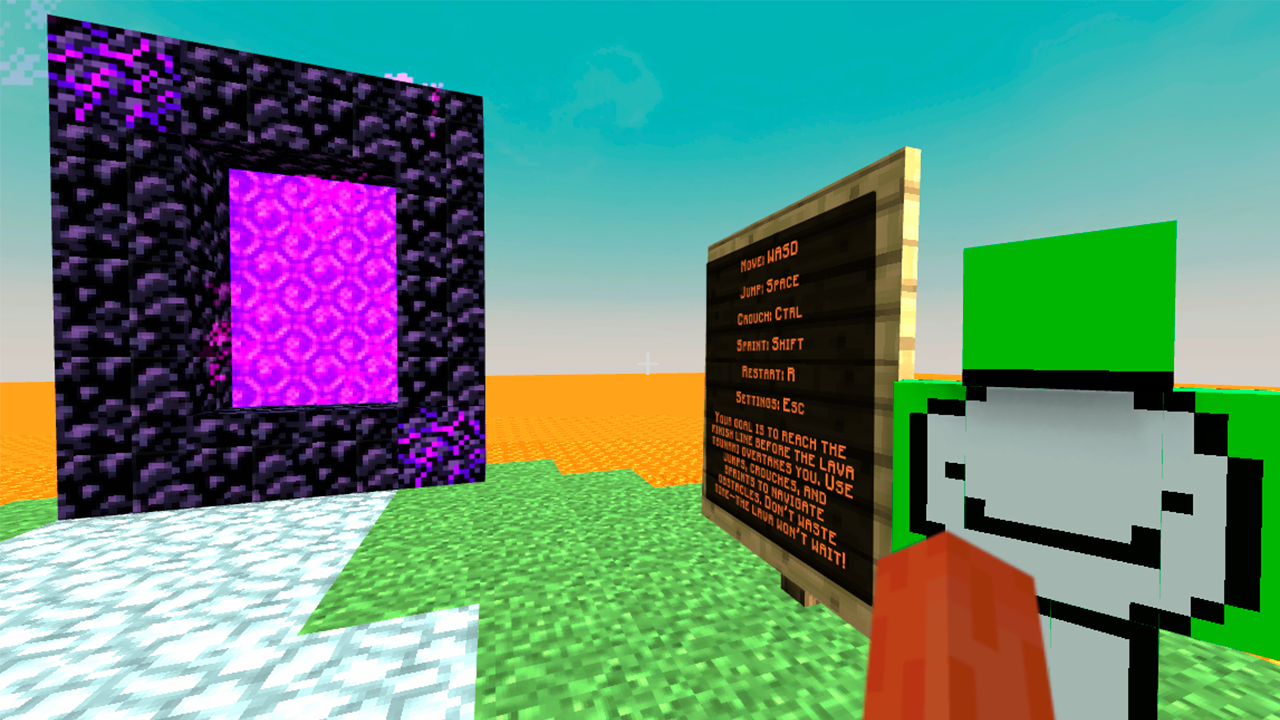 Move: WASD
Jump: Space
Crouch: Ctrl
Sprint: Shift
Restart: R
Settings: Esc
Your goal is to reach the
finish line before the lava
tsunami overtakes you. Use
jumps, crouches, and
sprints to navigate
obstacles. Don't waste
time—the lava won't wait!